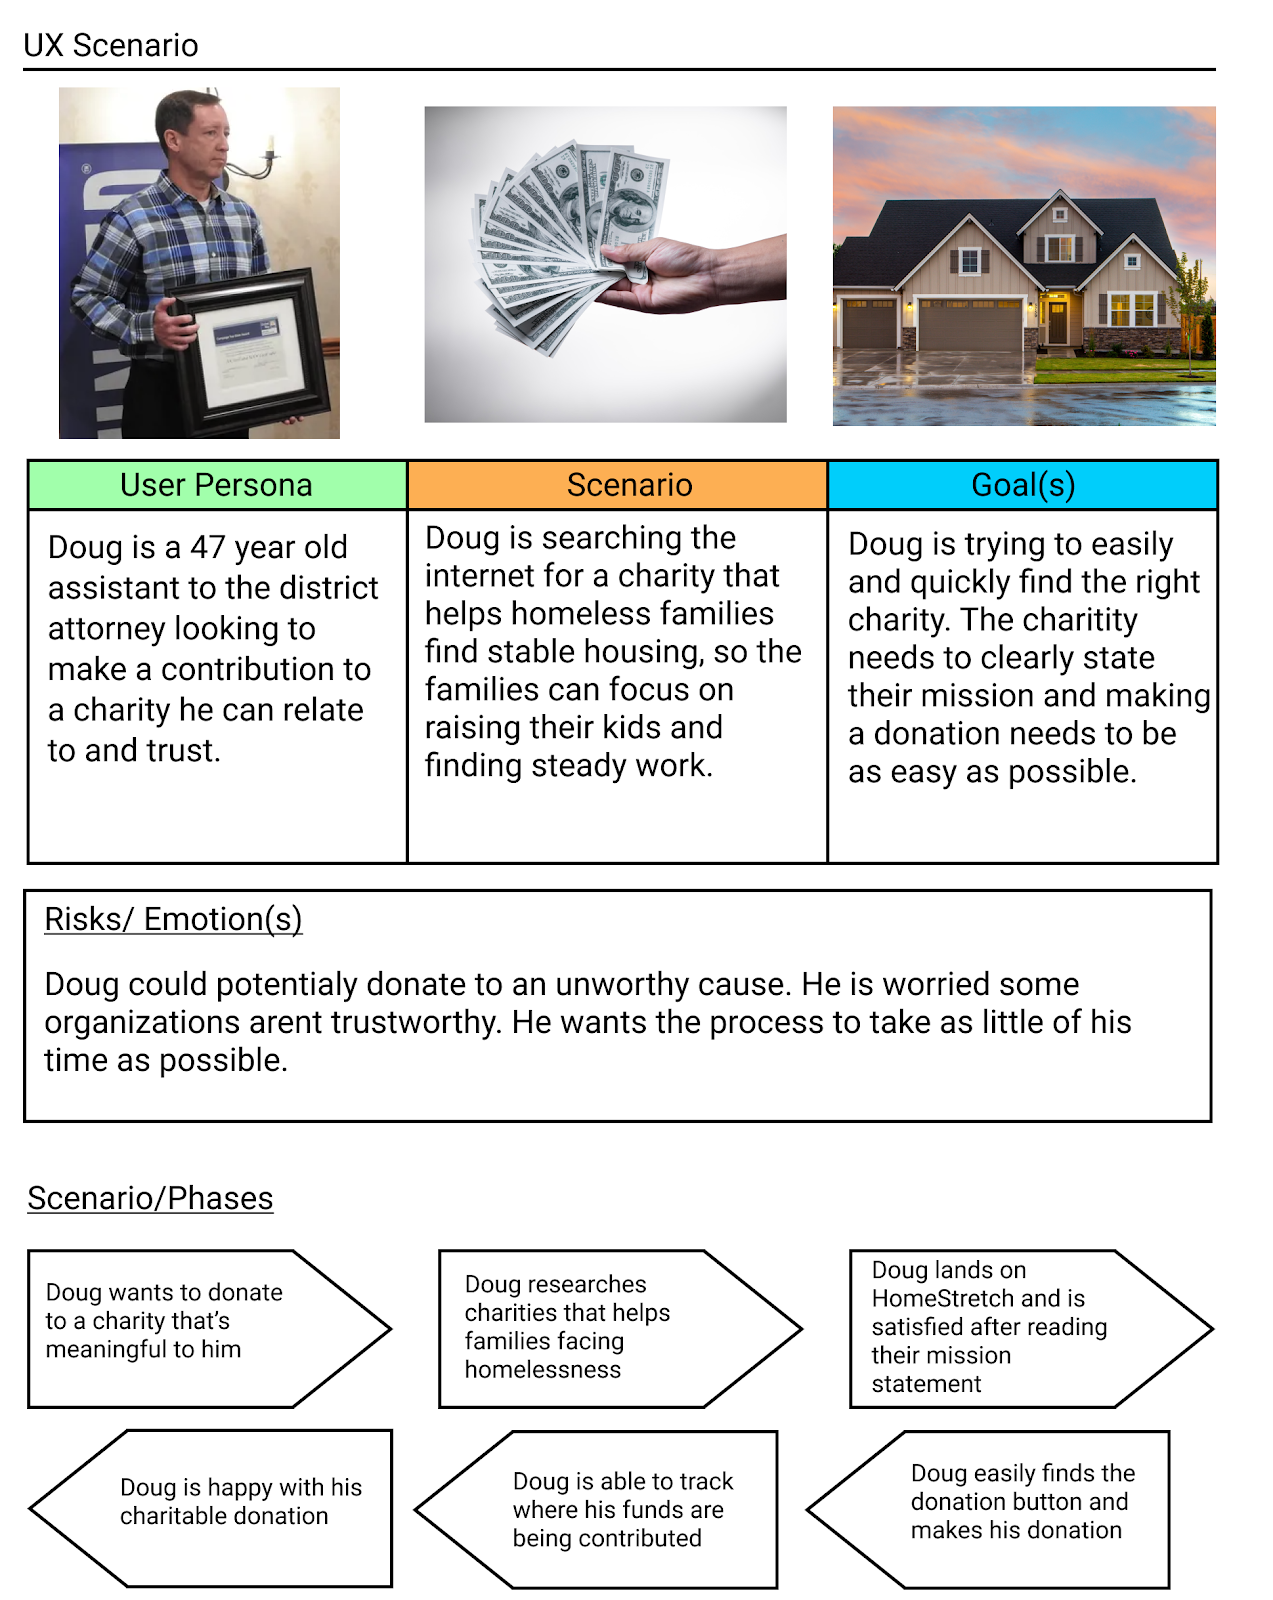 UX Scenario
User Persona
Scenario
Goal(s)
Doug is a 47 year old
assistant to the district
attorney looking to
make a contribution to
a charity he can relate
to and trust.
Doug is searching the
internet for a charity that
helps homeless families
find stable housing, so the
families can focus on
raising their kids and
finding steady work.
Doug is trying to easily
and quickly find the right
charity. The charitity
needs to clearly state
their mission and making
a donation needs to be
as easy as possible.
Risks/ Emotion(s)
Doug could potentialy donate to an unworthy cause. He is worried some
organizations arent trustworthy. He wants the process to take as little of his
time as possible.
Scenario/Phases
Doug wants to donate
to a charity that’s
meaningful to him
Doug researches
charities that helps
families facing
homelessness
Doug lands on
HomeStretch and is
satisfied after reading
their mission
statement
Doug easily finds the
donation button and
makes his donation
Doug is able to track
where his funds are
being contributed
Doug is happy with his
charitable donation